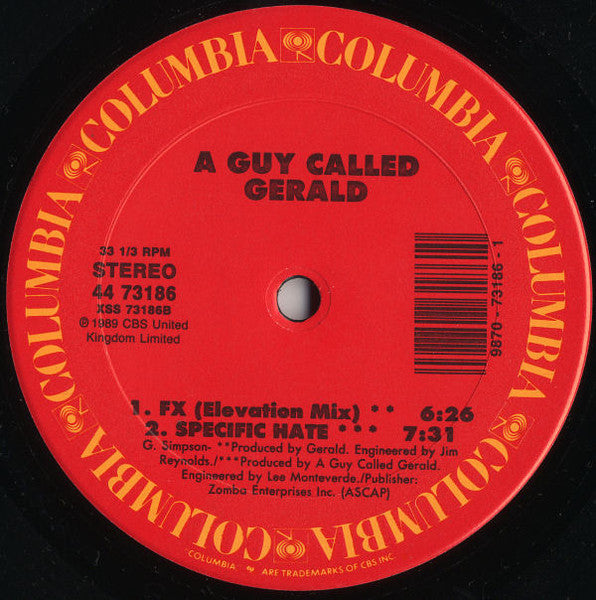 COLUMBIA COLUMBIA COLUMBIA COLUMBIA COLUMBIA COLUMBIA COLUMBIA COLUMBIA
A GUY CALLED
GERALD
33 1/3 RPM
STEREO
44 73186
XSS 73186B
℗ 1989 CBS United
Kingdom Limited
9870 - 73186 - 1
1. FX (Elevation Mix) * * 6:26
2. SPECIFIC HATE * * * 7:31
G. Simpson- **Produced by Gerald. Engineered by Jim
Reynolds./***Produced by A Guy Called Gerald.
Engineered by Lee Monteverde./Publisher:
Zomba Enterprises Inc. (ASCAP)
"COLUMBIA" ARE TRADEMARKS OF CBS INC.